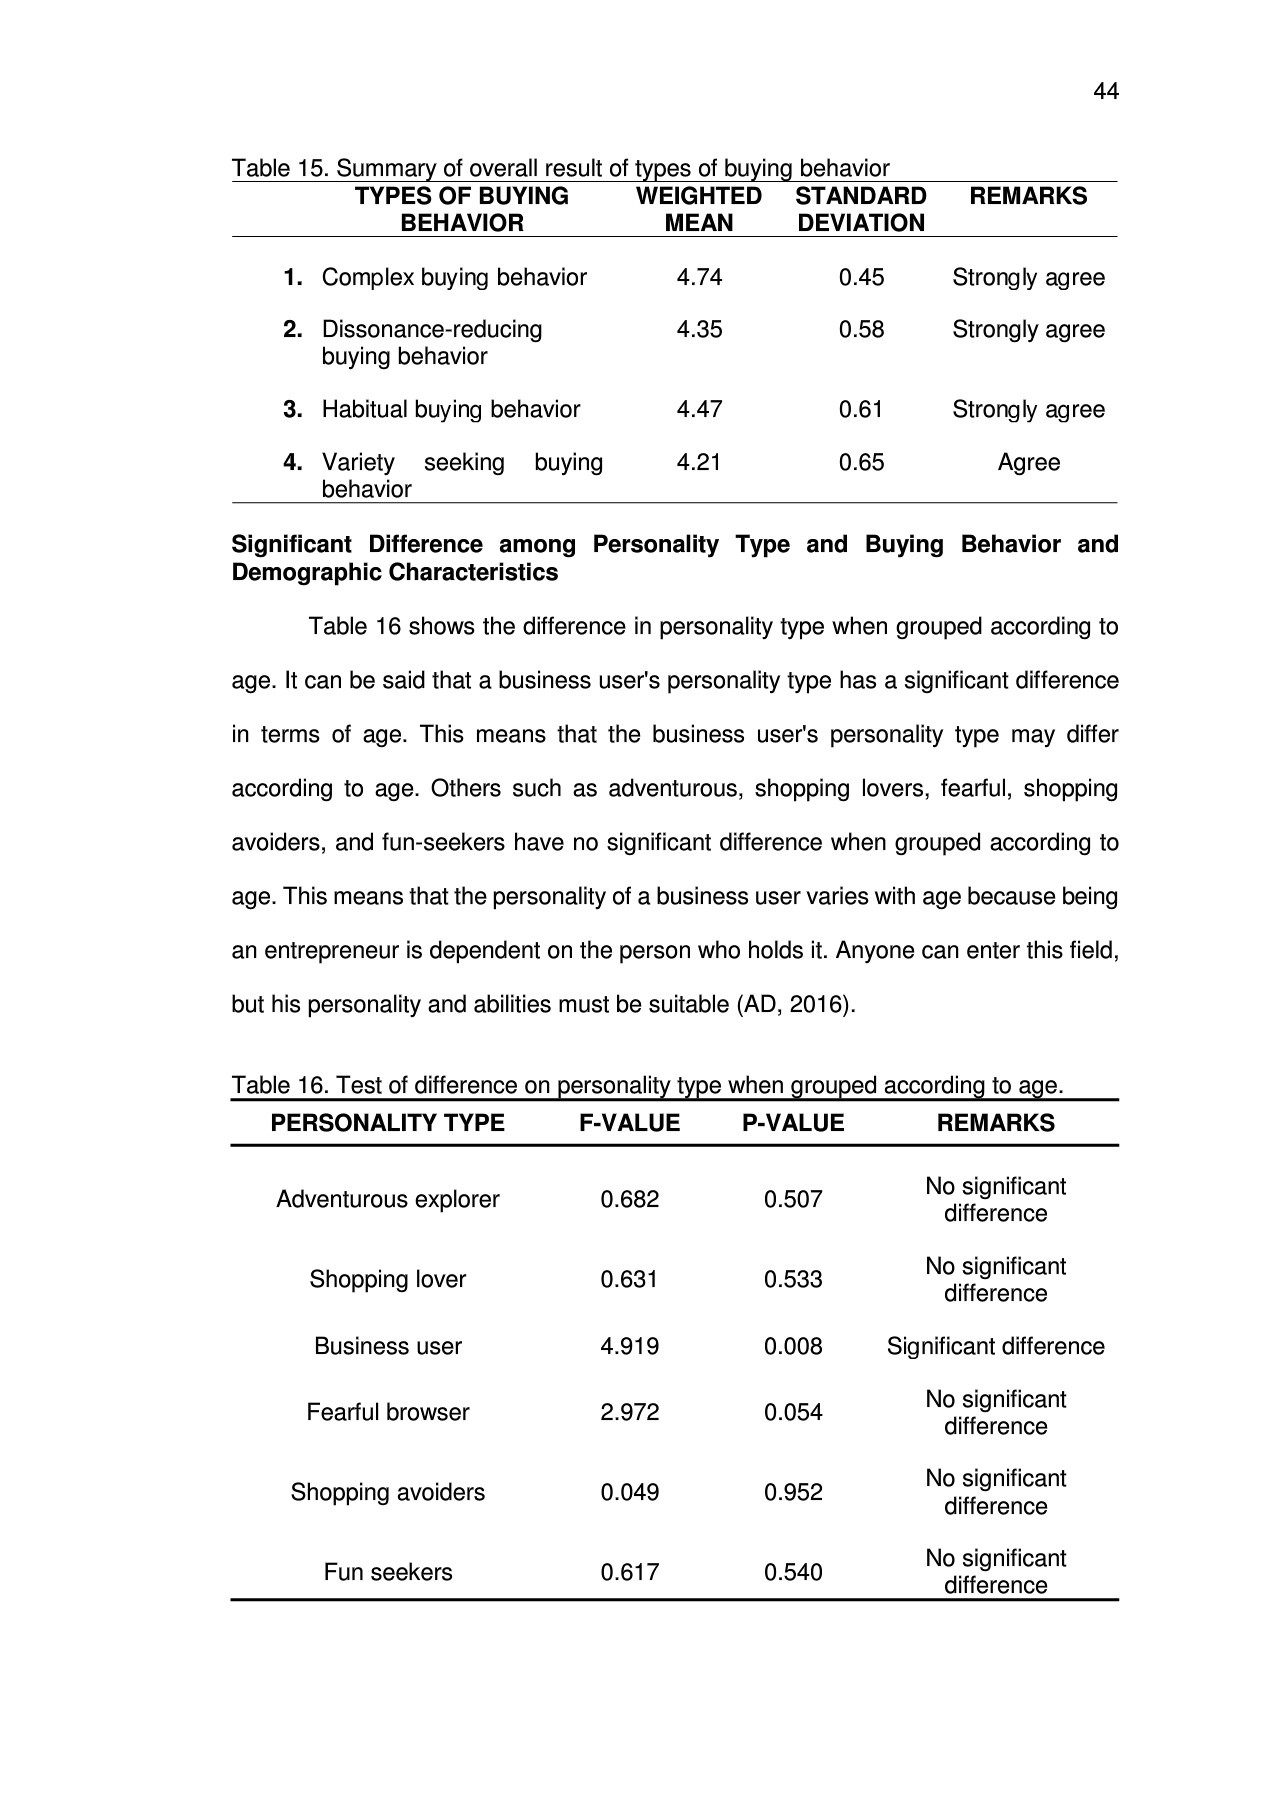 44
Table 15. Summary of overall result of types of buying behavior
TYPES OF BUYING BEHAVIOR WEIGHTED MEAN STANDARD DEVIATION REMARKS
1. Complex buying behavior 4.74 0.45 Strongly agree
2. Dissonance-reducing 4.35 0.58 Strongly agree
buying behavior
3. Habitual buying behavior 4.47 0.61 Strongly agree
4. Variety seeking buying 4.21 0.65 Agree
behavior
Significant Difference among Personality Type and Buying Behavior and
Demographic Characteristics
Table 16 shows the difference in personality type when grouped according to
age. It can be said that a business user's personality type has a significant difference
in terms of age. This means that the business user's personality type may differ
according to age. Others such as adventurous, shopping lovers, fearful, shopping
avoiders, and fun-seekers have no significant difference when grouped according to
age. This means that the personality of a business user varies with age because being
an entrepreneur is dependent on the person who holds it. Anyone can enter this field,
but his personality and abilities must be suitable (AD, 2016).
Table 16. Test of difference on personality type when grouped according to age.
PERSONALITY TYPE F-VALUE P-VALUE REMARKS
Adventurous explorer 0.682 0.507 No significant difference
Shopping lover 0.631 0.533 No significant difference
Business user 4.919 0.008 Significant difference
Fearful browser 2.972 0.054 No significant difference
Shopping avoiders 0.049 0.952 No significant difference
Fun seekers 0.617 0.540 No significant difference